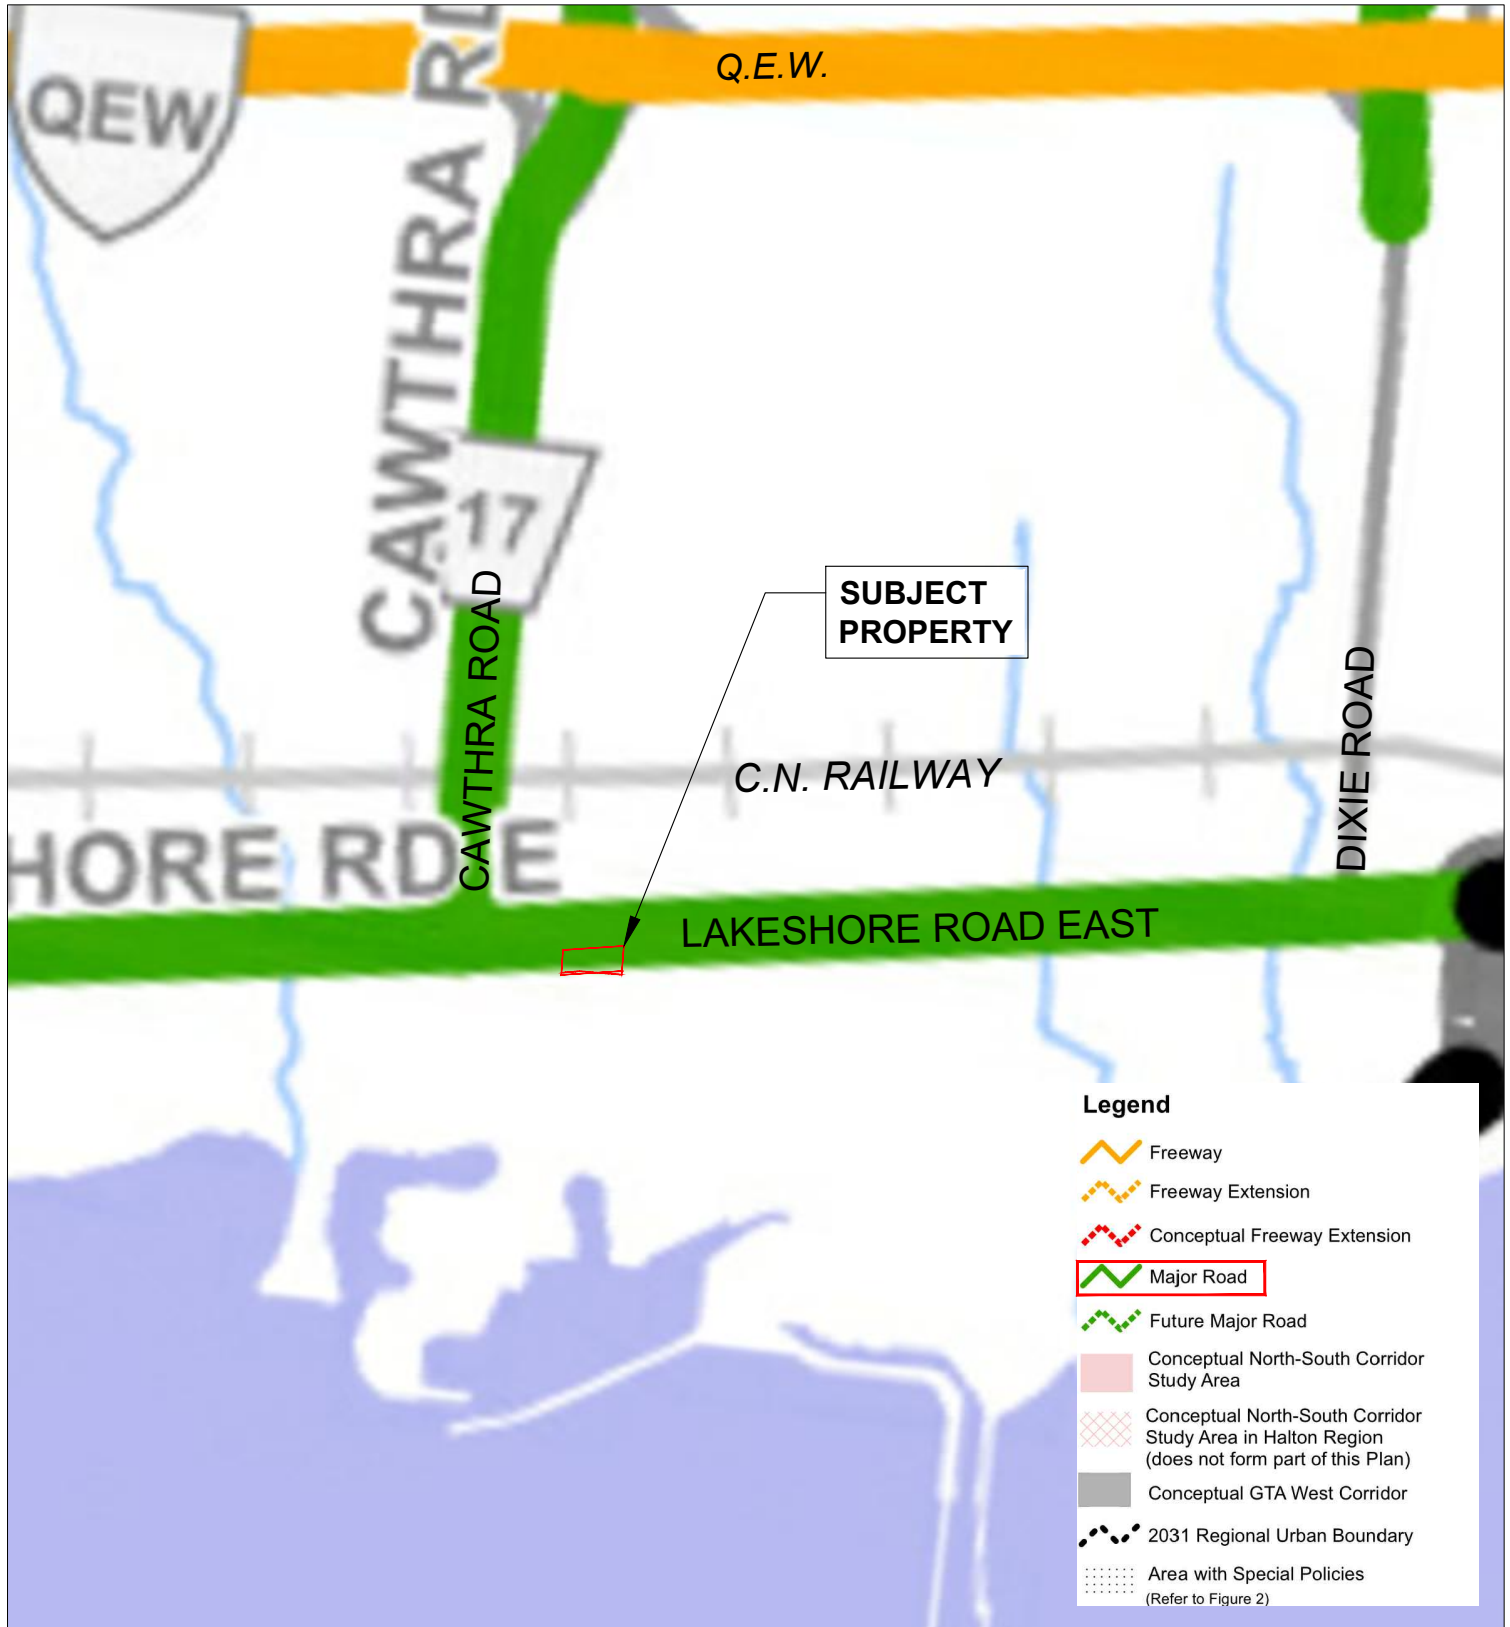 Q.E.W.
QEW
CAWTHRA RD
17
CAWTHRA ROAD
SUBJECT
PROPERTY
DIXIE ROAD
C.N. RAILWAY
HORE RD E
LAKESHORE ROAD EAST
Legend
Freeway
Freeway Extension
Conceptual Freeway Extension
Major Road
Future Major Road
Conceptual North-South Corridor
Study Area
Conceptual North-South Corridor
Study Area in Halton Region
(does not form part of this Plan)
Conceptual GTA West Corridor
2031 Regional Urban Boundary
Area with Special Policies
(Refer to Figure 2)